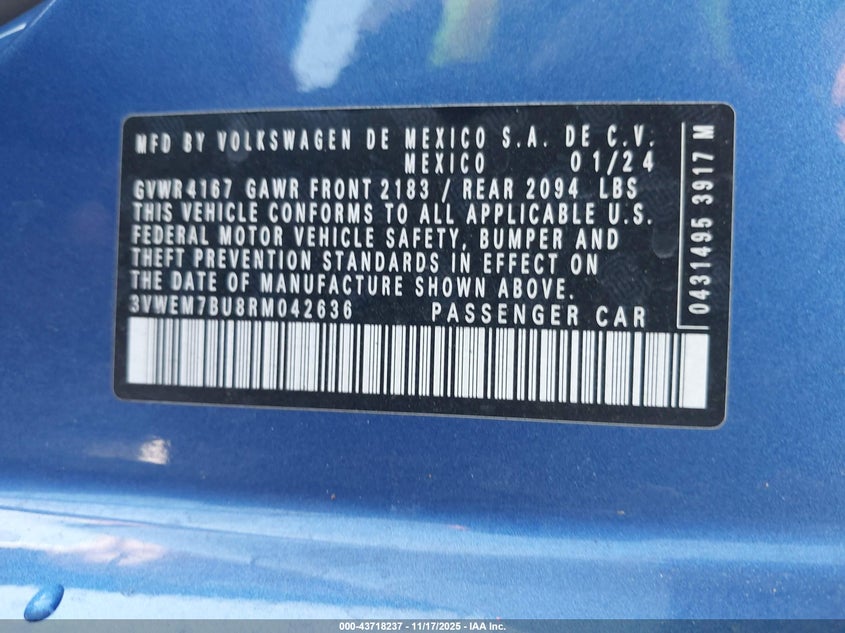 MFD BY VOLKSWAGEN DE MEXICO S.A. DE C.V.
MEXICO 01/24
GVWR 4167 GAWR FRONT 2183 / REAR 2094 LBS
THIS VEHICLE CONFORMS TO ALL APPLICABLE U.S.
FEDERAL MOTOR VEHICLE SAFETY, BUMPER AND
THEFT PREVENTION STANDARDS IN EFFECT ON
THE DATE OF MANUFACTURE SHOWN ABOVE.
3VWEM7BU8RM042636 PASSENGER CAR
0431495 3917 M
000-43718237 - 11/17/2025 - IAA Inc.